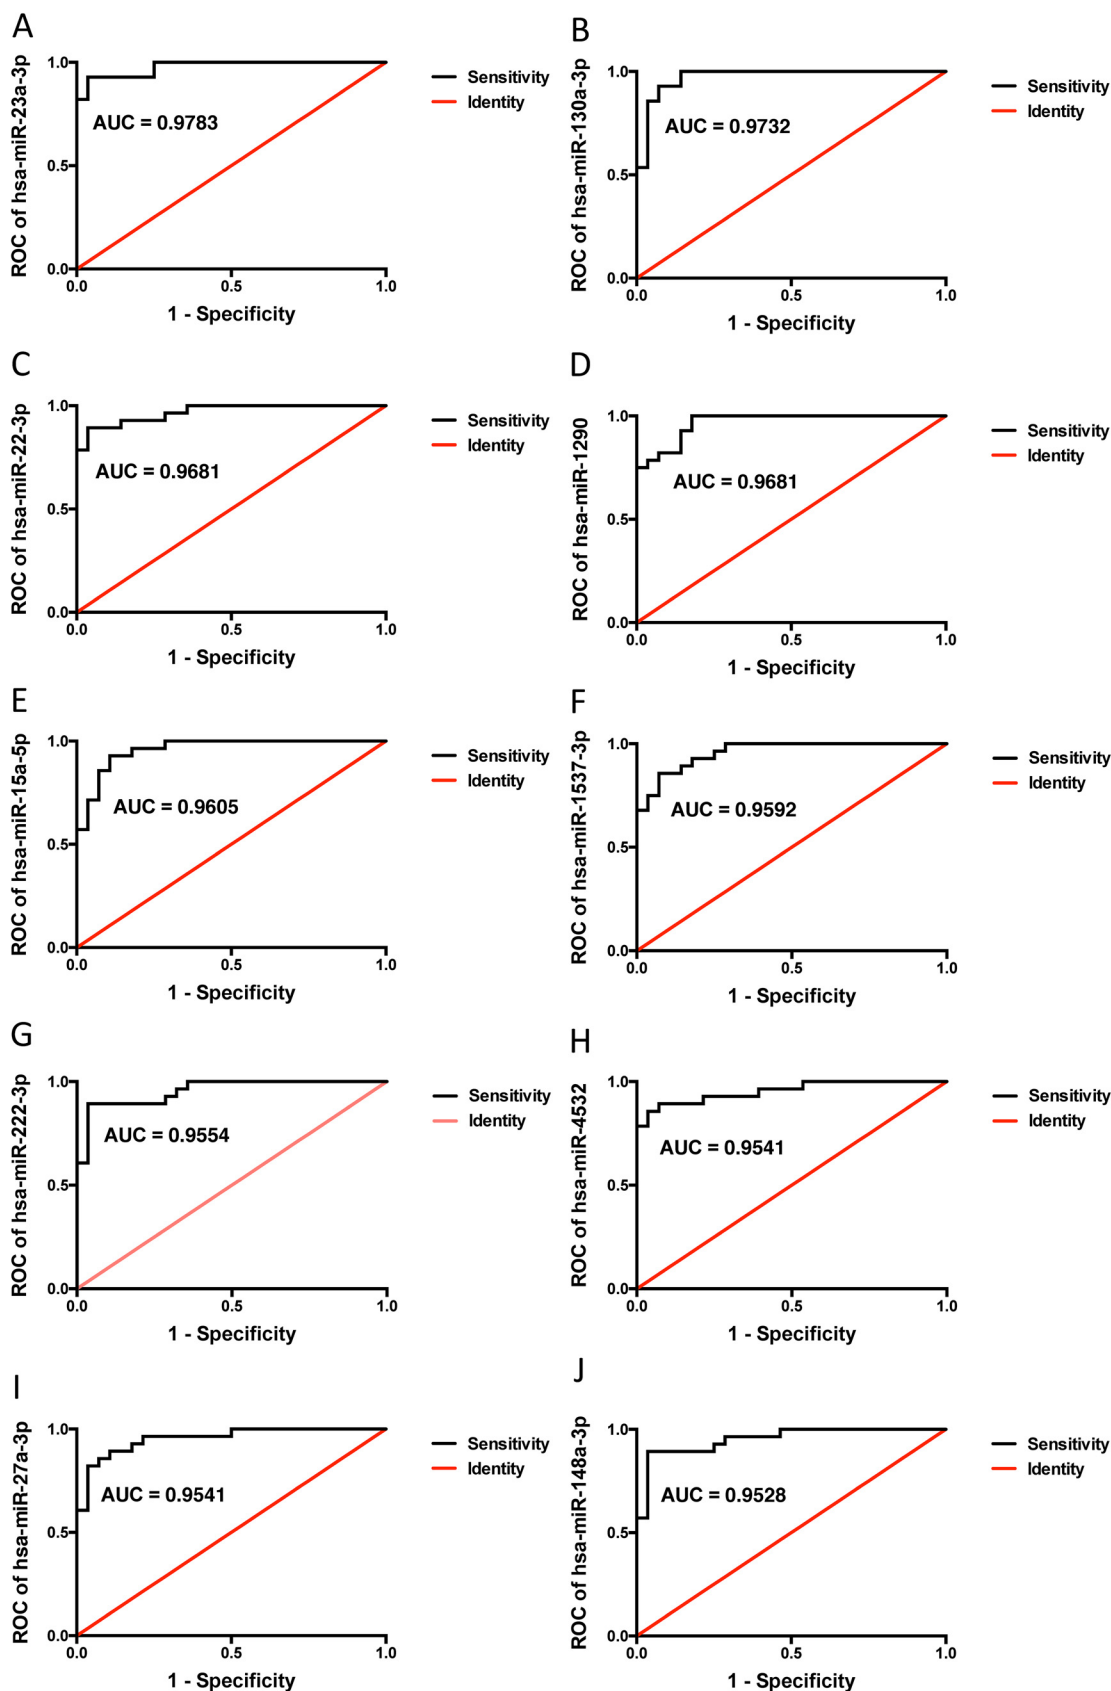 A
ROC of hsa-miR-23a-3p
1.0
0.5
0.0
0.0
0.5
1.0
1 - Specificity
AUC = 0.9783
Sensitivity
Identity
B
ROC of hsa-miR-130a-3p
1.0
0.5
0.0
0.0
0.5
1.0
1 - Specificity
AUC = 0.9732
Sensitivity
Identity
C
ROC of hsa-miR-22-3p
1.0
0.5
0.0
0.0
0.5
1.0
1 - Specificity
AUC = 0.9681
Sensitivity
Identity
D
ROC of hsa-miR-1290
1.0
0.5
0.0
0.0
0.5
1.0
1 - Specificity
AUC = 0.9681
Sensitivity
Identity
E
ROC of hsa-miR-15a-5p
1.0
0.5
0.0
0.0
0.5
1.0
1 - Specificity
AUC = 0.9605
Sensitivity
Identity
F
ROC of hsa-miR-1537-3p
1.0
0.5
0.0
0.0
0.5
1.0
1 - Specificity
AUC = 0.9592
Sensitivity
Identity
G
ROC of hsa-miR-222-3p
1.0
0.5
0.0
0.0
0.5
1.0
1 - Specificity
AUC = 0.9554
Sensitivity
Identity
H
ROC of hsa-miR-4532
1.0
0.5
0.0
0.0
0.5
1.0
1 - Specificity
AUC = 0.9541
Sensitivity
Identity
I
ROC of hsa-miR-27a-3p
1.0
0.5
0.0
0.0
0.5
1.0
1 - Specificity
AUC = 0.9541
Sensitivity
Identity
J
ROC of hsa-miR-148a-3p
1.0
0.5
0.0
0.0
0.5
1.0
1 - Specificity
AUC = 0.9528
Sensitivity
Identity